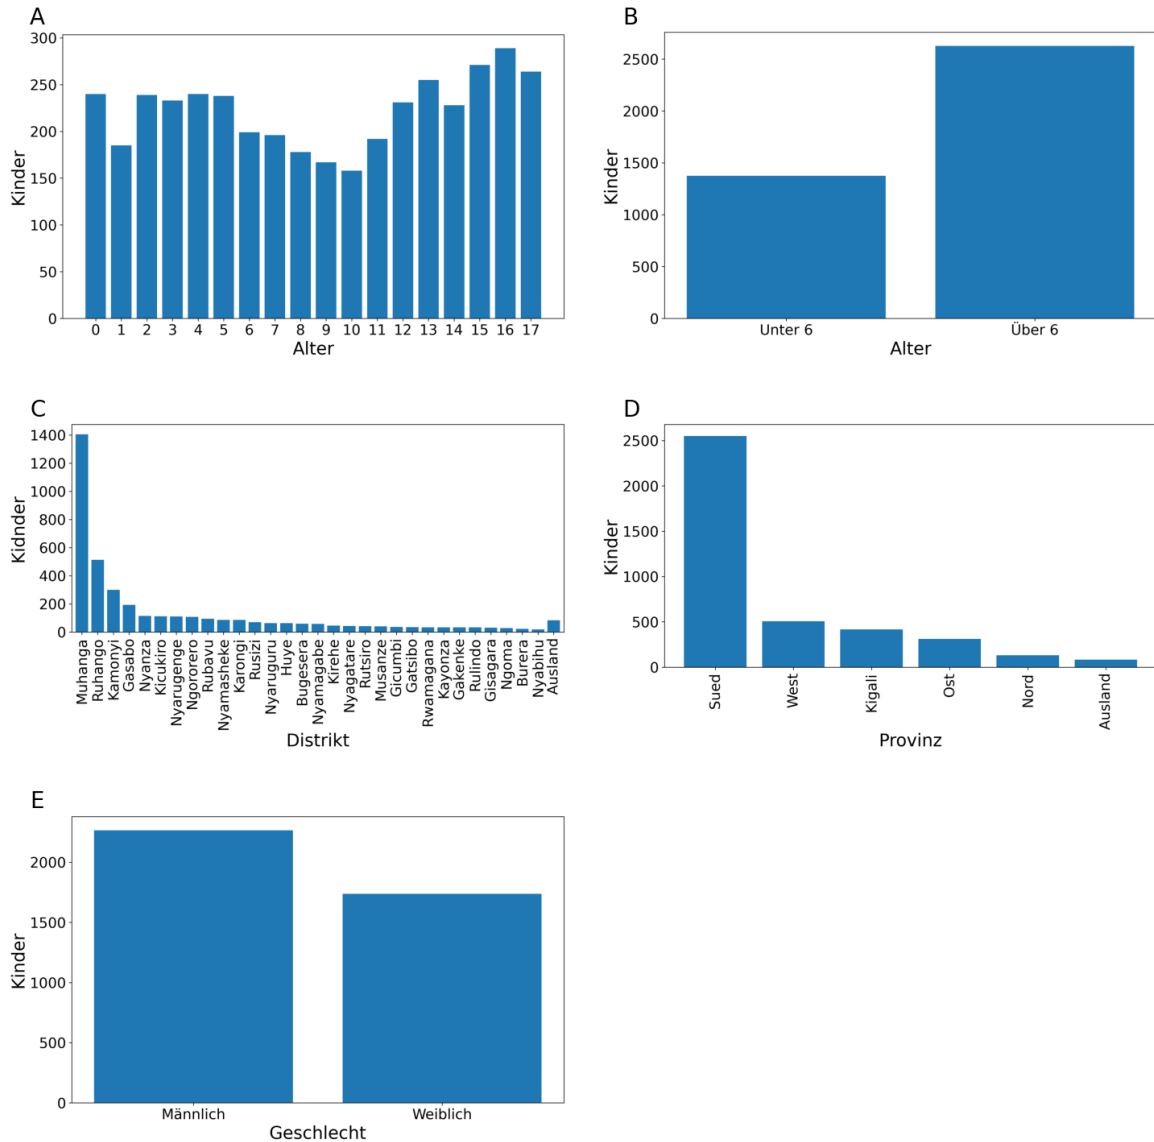 A
300
250
200
150
100
50
0
Kinder
0 1 2 3 4 5 6 7 8 9 10 11 12 13 14 15 16 17
Alter
B
2500
2000
1500
1000
500
0
Kinder
Unter 6 Über 6
Alter
C
1400
1200
1000
800
600
400
200
0
Kidnder
Muhanga
Ruhango
Kamonyi
Gasabo
Nyanza
Kicukiro
Nyarugenge
Ngororero
Rubavu
Nyamasheke
Karongi
Rusizi
Nyaruguru
Huye
Bugesera
Nyamagabe
Kirehe
Nyagatare
Rutsiro
Musanze
Gicumbi
Gatsibo
Rwamagana
Kayonza
Gakenke
Rulindo
Gisagara
Ngoma
Burera
Nyabihu
Ausland
Distrikt
D
2500
2000
1500
1000
500
0
Kinder
Sued
West
Kigali
Ost
Nord
Ausland
Provinz
E
2000
1500
1000
500
0
Kinder
Männlich Weiblich
Geschlecht